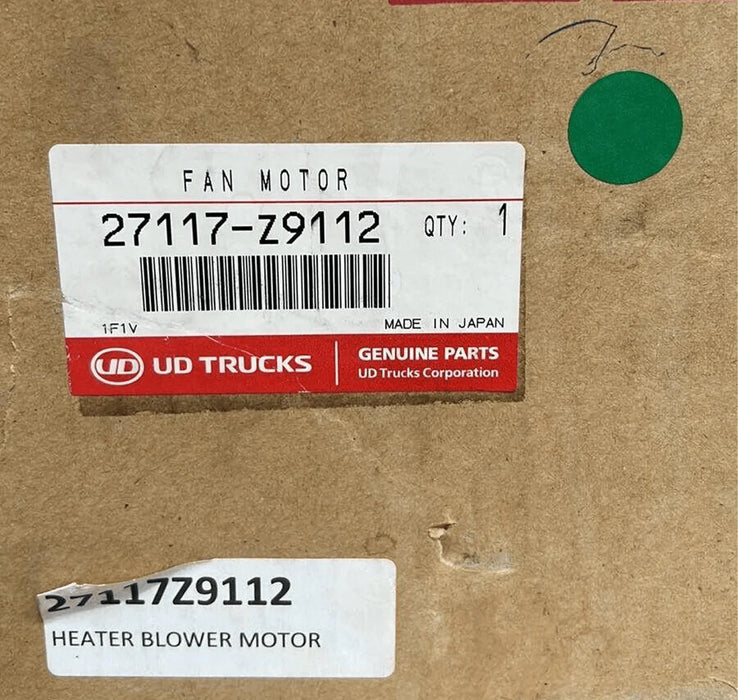 FAN MOTOR
27117-Z9112 QTY: 1
1F1V MADE IN JAPAN
UD UD TRUCKS GENUINE PARTS
UD Trucks Corporation
27117Z9112
HEATER BLOWER MOTOR